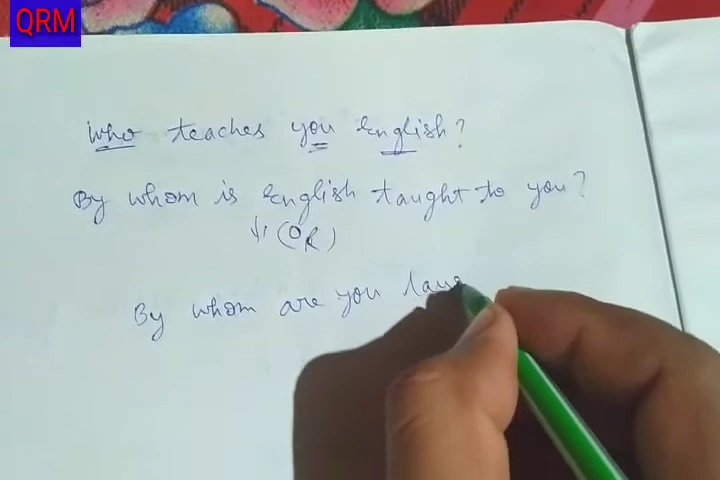 QRM
Who teaches you English?
By whom is English taught to you?
(OR)
By whom are you